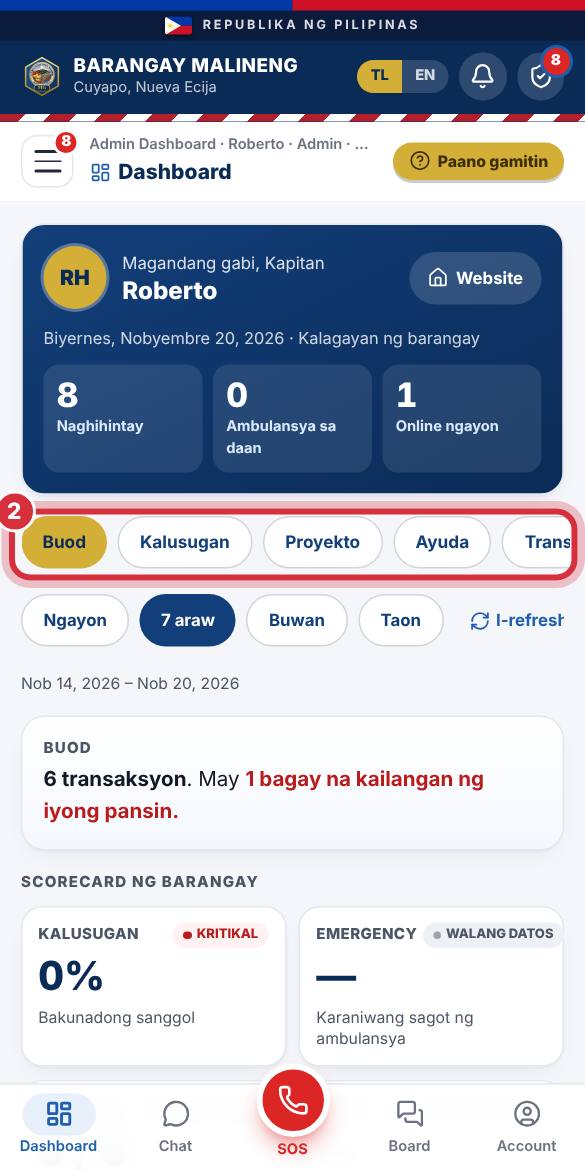 REPUBLIKA NG PILIPINAS
BARANGAY MALINENG
Cuyapo, Nueva Ecija
TL
EN
8
8
Admin Dashboard · Roberto · Admin · ...
Dashboard
Paano gamitin
RH
Magandang gabi, Kapitan
Roberto
Website
Biyernes, Nobyembre 20, 2026 · Kalagayan ng barangay
8
Naghihintay
0
Ambulansya sa
daan
1
Online ngayon
2
Buod
Kalusugan
Proyekto
Ayuda
Trans
Ngayon
7 araw
Buwan
Taon
I-refresh
Nob 14, 2026 – Nob 20, 2026
BUOD
6 transaksyon. May 1 bagay na kailangan ng
iyong pansin.
SCORECARD NG BARANGAY
KALUSUGAN
KRITIKAL
0%
Bakunadong sanggol
EMERGENCY
WALANG DATOS
—
Karaniwang sagot ng
ambulansya
Dashboard
Chat
SOS
Board
Account